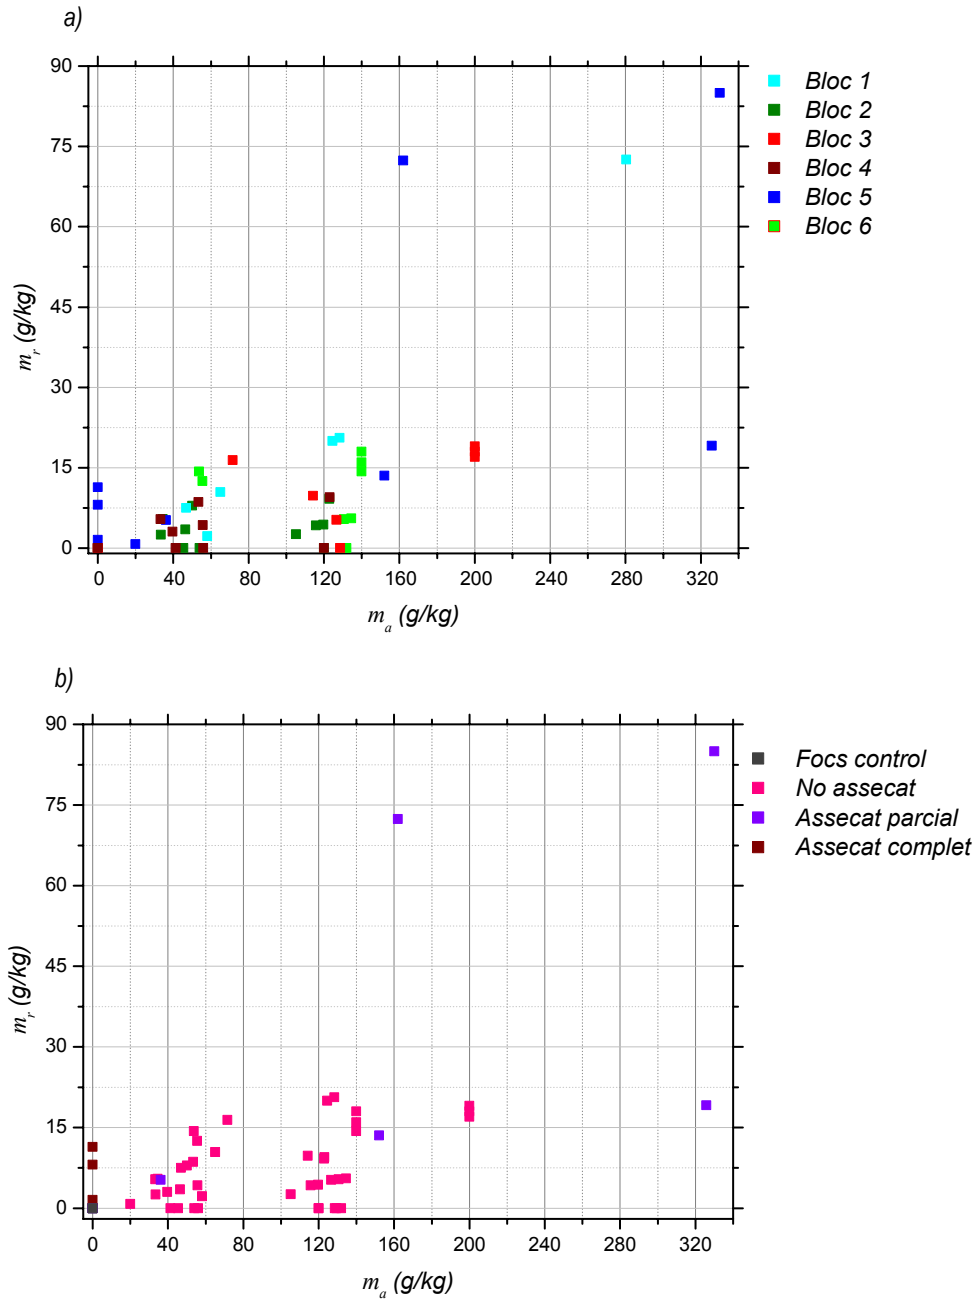 a)
90
75
60
45
30
15
0
m_r (g/kg)
0 40 80 120 160 200 240 280 320
m_a (g/kg)
Bloc 1
Bloc 2
Bloc 3
Bloc 4
Bloc 5
Bloc 6
b)
90
75
60
45
30
15
0
m_r (g/kg)
0 40 80 120 160 200 240 280 320
m_a (g/kg)
Focs control
No assecat
Assecat parcial
Assecat complet